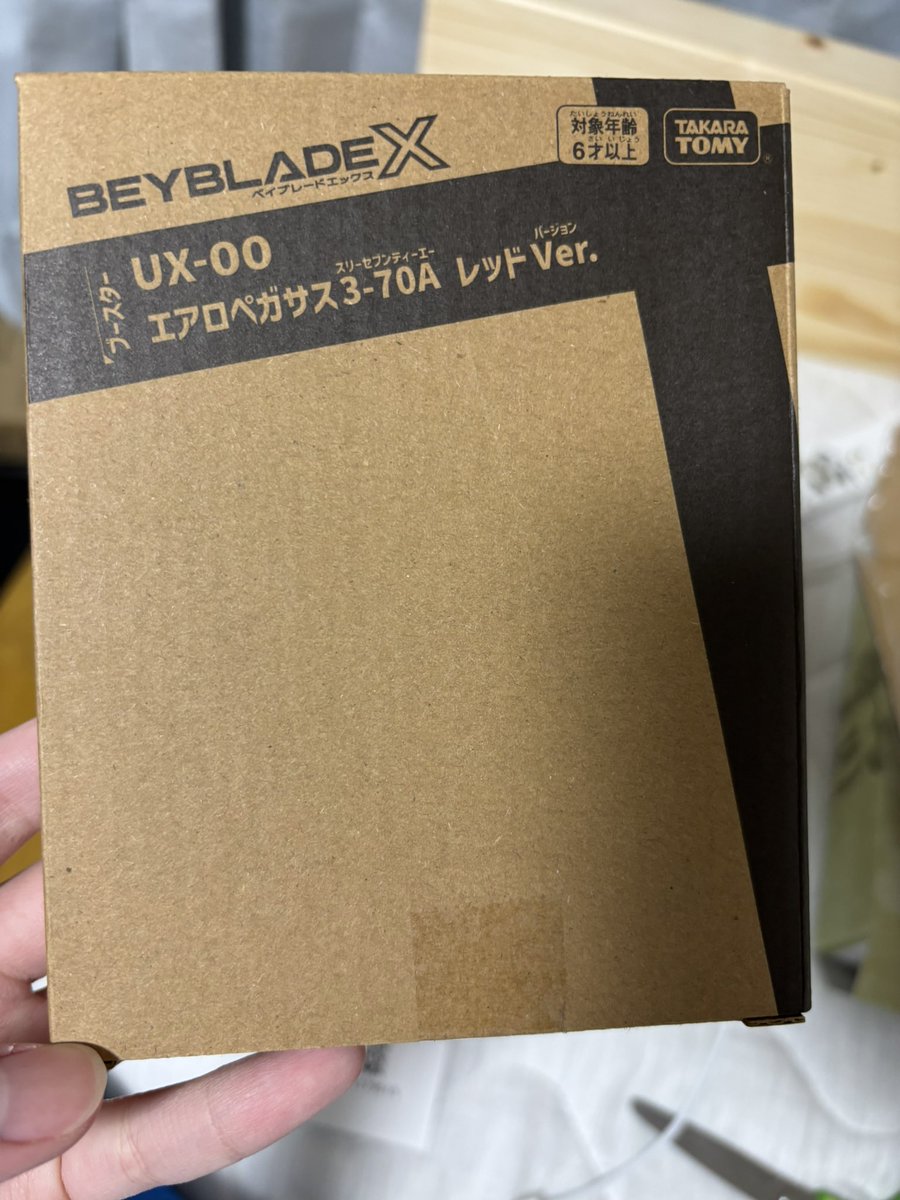 BEYBLADE X
ベイブレードエックス
たいしょうねんれい
対象年齢
さい いじょう
6才以上
TAKARA
TOMY
®
ブースター
UX-00
スリーセブンティーエー
バージョン
エアロペガサス3-70A レッドVer.